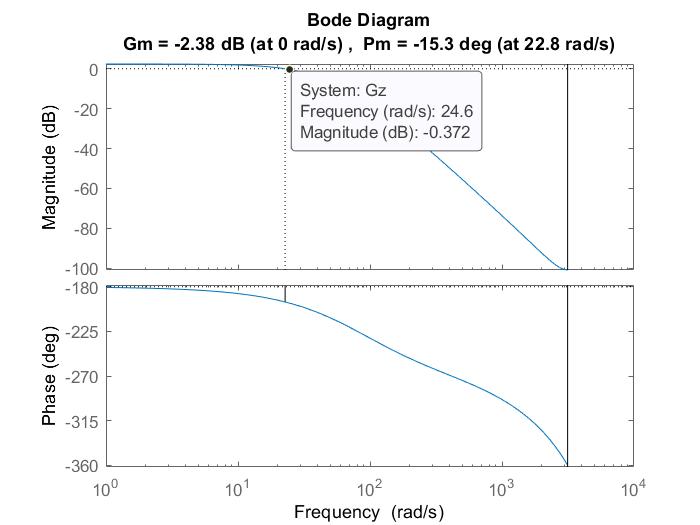 Bode Diagram
Gm = -2.38 dB (at 0 rad/s) , Pm = -15.3 deg (at 22.8 rad/s)
Magnitude (dB)
0
-20
-40
-60
-80
-100
System: Gz
Frequency (rad/s): 24.6
Magnitude (dB): -0.372
Phase (deg)
-180
-225
-270
-315
-360
10^0 10^1 10^2 10^3 10^4
Frequency (rad/s)